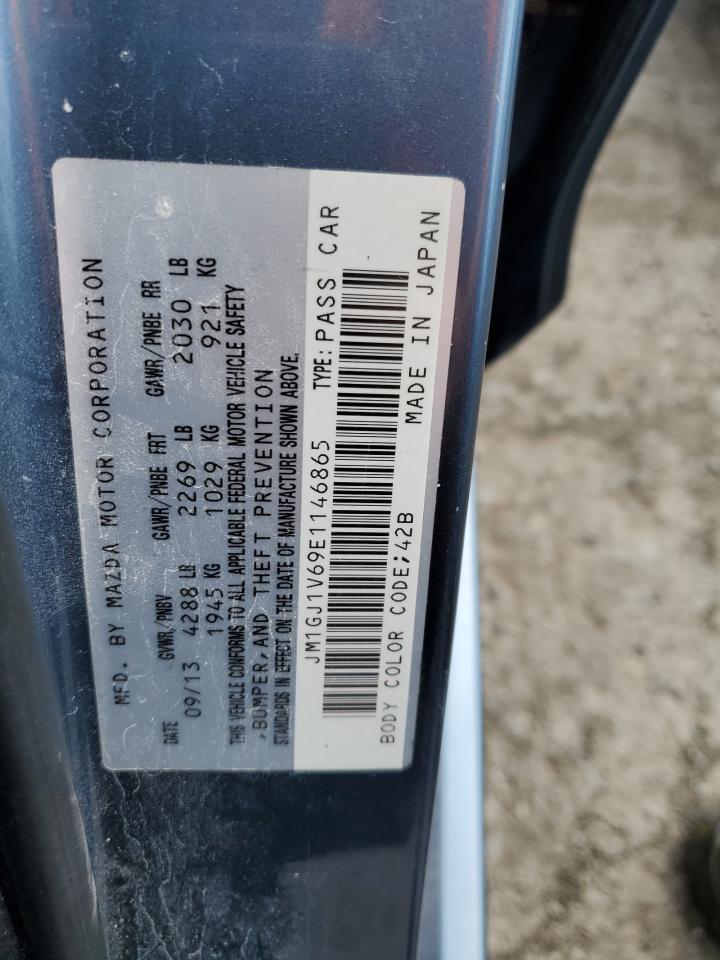 MFD. BY MAZDA MOTOR CORPORATION
DATE GVWR/PNBV GAWR/PNBE FRT GAWR/PNBE RR
09/13 4288 LB 2269 LB 2030 LB
1945 KG 1029 KG 921 KG
THIS VEHICLE CONFORMS TO ALL APPLICABLE FEDERAL MOTOR VEHICLE SAFETY
,BUMPER,AND THEFT PREVENTION
STANDARDS IN EFFECT ON THE DATE OF MANUFACTURE SHOWN ABOVE.
JM1GJ1V69E1146865 TYPE:PASS CAR
BODY COLOR CODE;42B MADE IN JAPAN